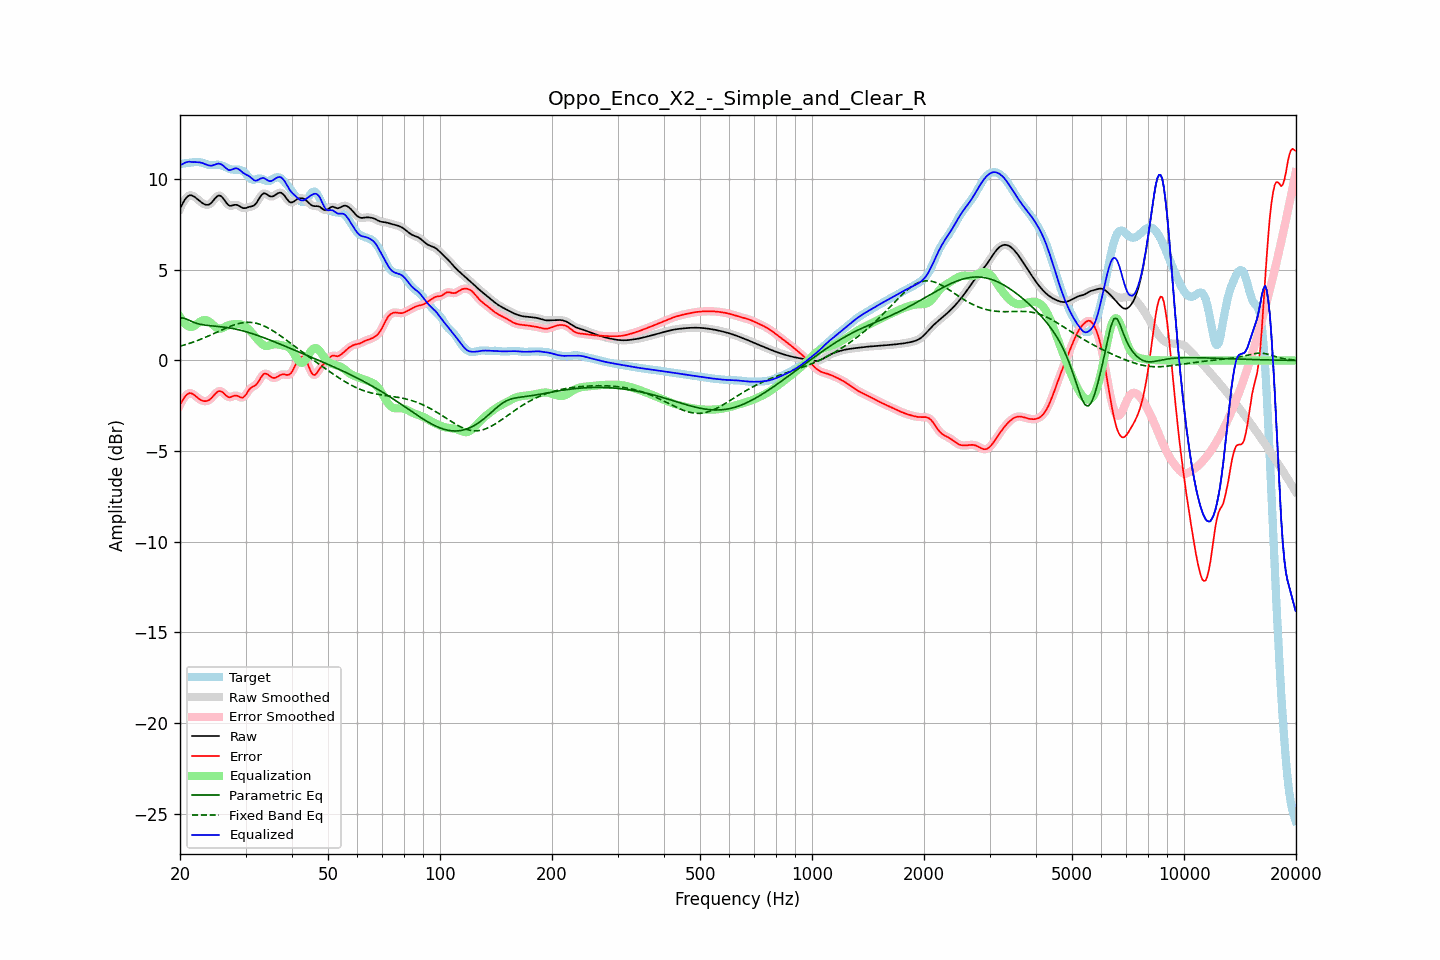 Oppo_Enco_X2_-_Simple_and_Clear_R
Amplitude (dBr)
10
5
0
−5
−10
−15
−20
−25
Target
Raw Smoothed
Error Smoothed
Raw
Error
Equalization
Parametric Eq
Fixed Band Eq
Equalized
20 50 100 200 500 1000 2000 5000 10000 20000
Frequency (Hz)